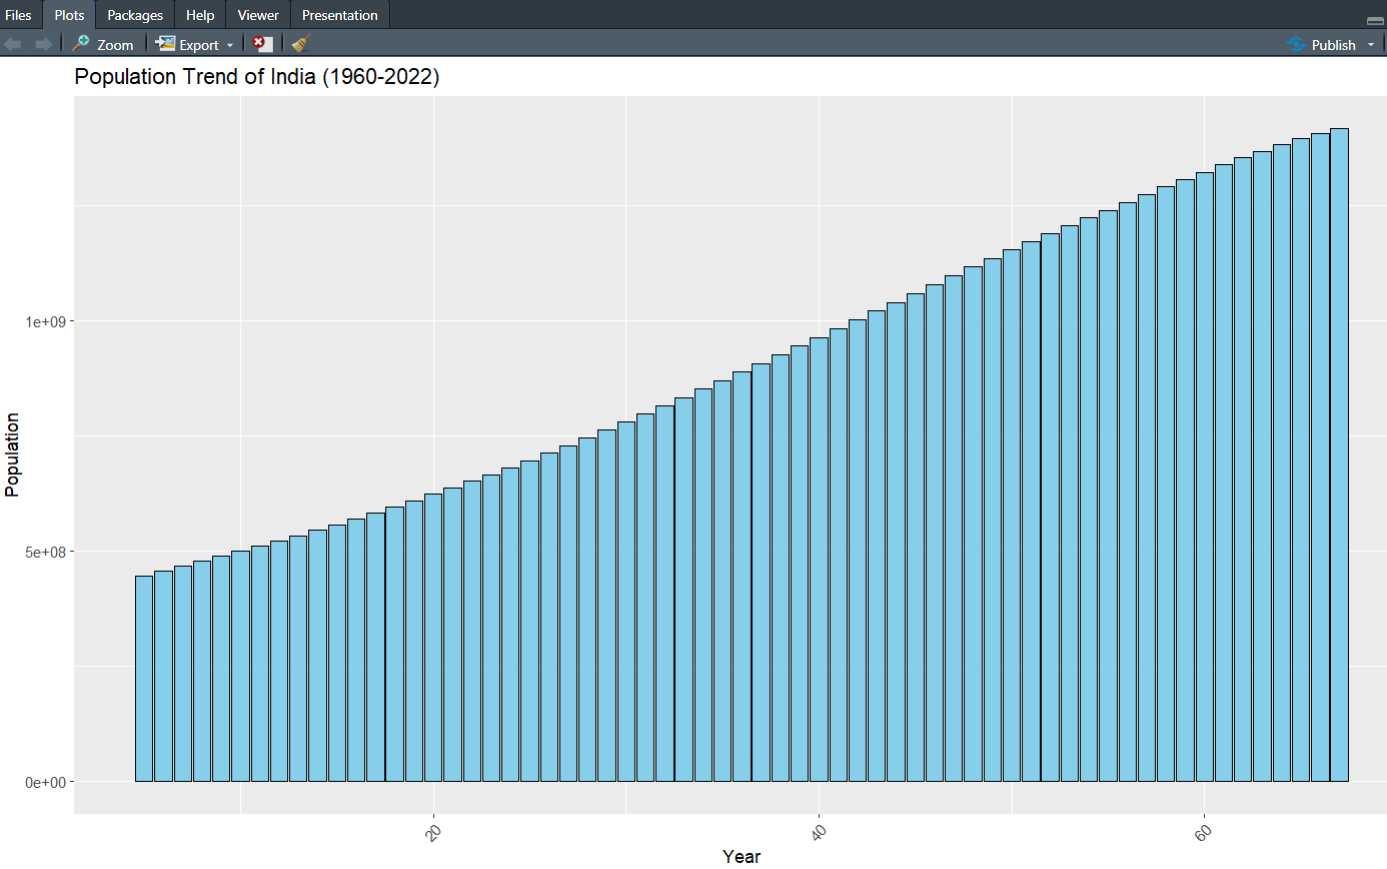 Files Plots Packages Help Viewer Presentation
Zoom Export Publish
Population Trend of India (1960-2022)
Population
1e+09
5e+08
0e+00
20 40 60
Year